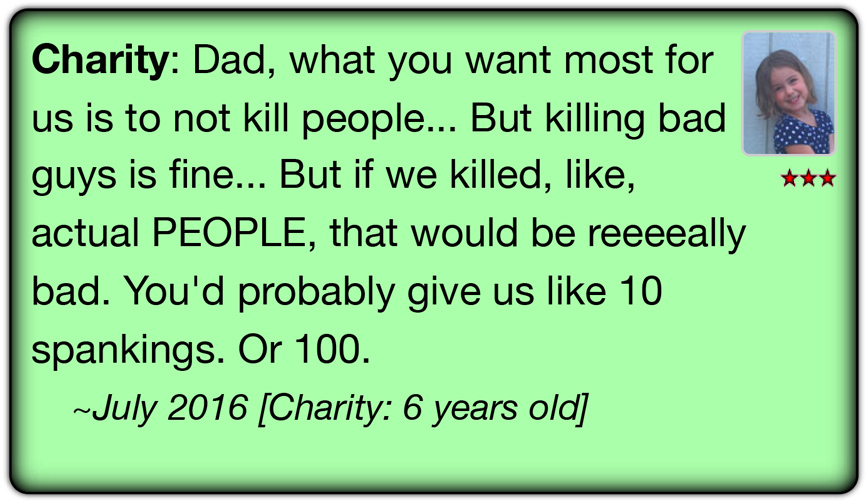 Charity: Dad, what you want most for
us is to not kill people... But killing bad
guys is fine... But if we killed, like,
actual PEOPLE, that would be reeeeally
bad. You'd probably give us like 10
spankings. Or 100.
~July 2016 [Charity: 6 years old]